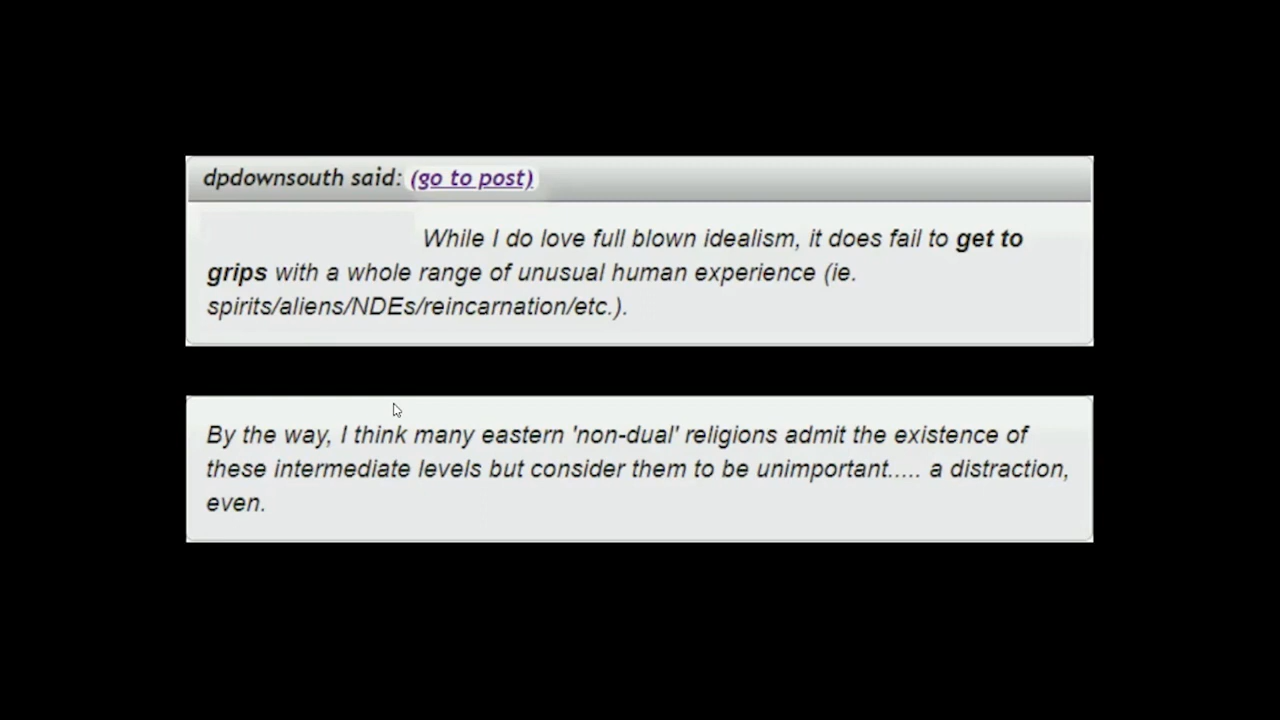 dpdownsouth said: (go to post)
While I do love full blown idealism, it does fail to get to
grips with a whole range of unusual human experience (ie.
spirits/aliens/NDEs/reincarnation/etc.).
By the way, I think many eastern 'non-dual' religions admit the existence of
these intermediate levels but consider them to be unimportant..... a distraction,
even.